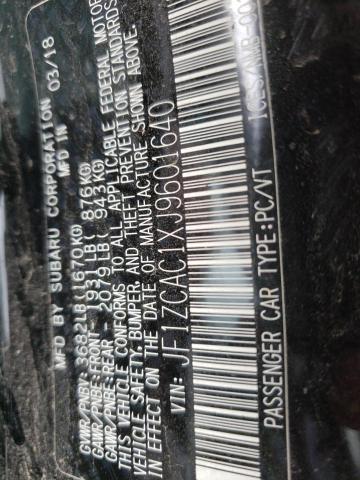 MFD BY SUBARU CORPORATION 03/18
MFD IN
GVWR/PNBV 3682LB(1670KG)
GAWR/PNBE:FRONT 1931LB( 876KG)
GAWR/PNBE:REAR 2079LB( 943KG)
THIS VEHICLE CONFORMS TO ALL APPLICABLE FEDERAL MOTOR
VEHICLE SAFETY,BUMPER, AND THEFT PREVENTION STANDARDS
IN EFFECT ON THE DATE OF MANUFACTURE SHOWN ABOVE.
VIN: JF1ZCAC1XJ9601640
PASSENGER CAR TYPE:PC/VT